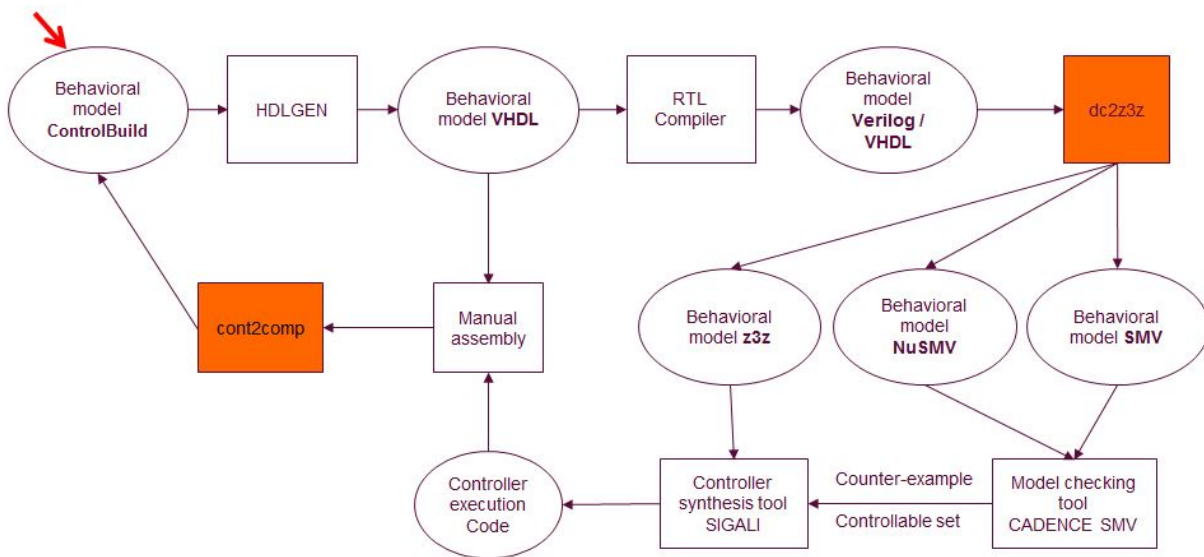 Behavioral
model
ControlBuild
HDLGEN
Behavioral
model VHDL
RTL
Compiler
Behavioral
model
Verilog /
VHDL
dc2z3z
cont2comp
Manual
assembly
Behavioral
model z3z
Behavioral
model
NuSMV
Behavioral
model SMV
Controller
execution
Code
Controller
synthesis tool
SIGALI
Counter-example
Controllable set
Model checking
tool
CADENCE SMV